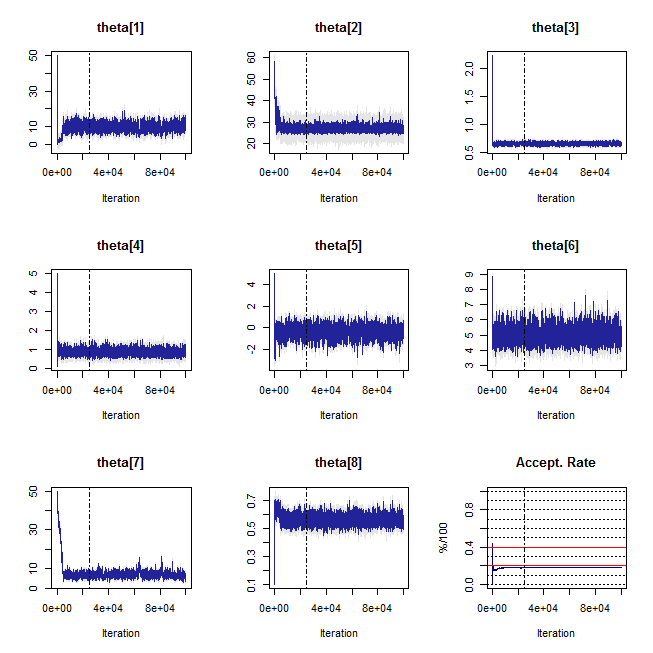 theta[1]
theta[2]
theta[3]
0 10 30 50
20 30 40 50 60
0.5 1.0 1.5 2.0
0e+00 4e+04 8e+04
0e+00 4e+04 8e+04
0e+00 4e+04 8e+04
Iteration
Iteration
Iteration
theta[4]
theta[5]
theta[6]
0 1 2 3 4 5
-2 0 2 4
3 4 5 6 7 8 9
0e+00 4e+04 8e+04
0e+00 4e+04 8e+04
0e+00 4e+04 8e+04
Iteration
Iteration
Iteration
theta[7]
theta[8]
Accept. Rate
0 10 30 50
0.1 0.3 0.5 0.7
%/100
0.0 0.4 0.8
0e+00 4e+04 8e+04
0e+00 4e+04 8e+04
0e+00 4e+04 8e+04
Iteration
Iteration
Iteration